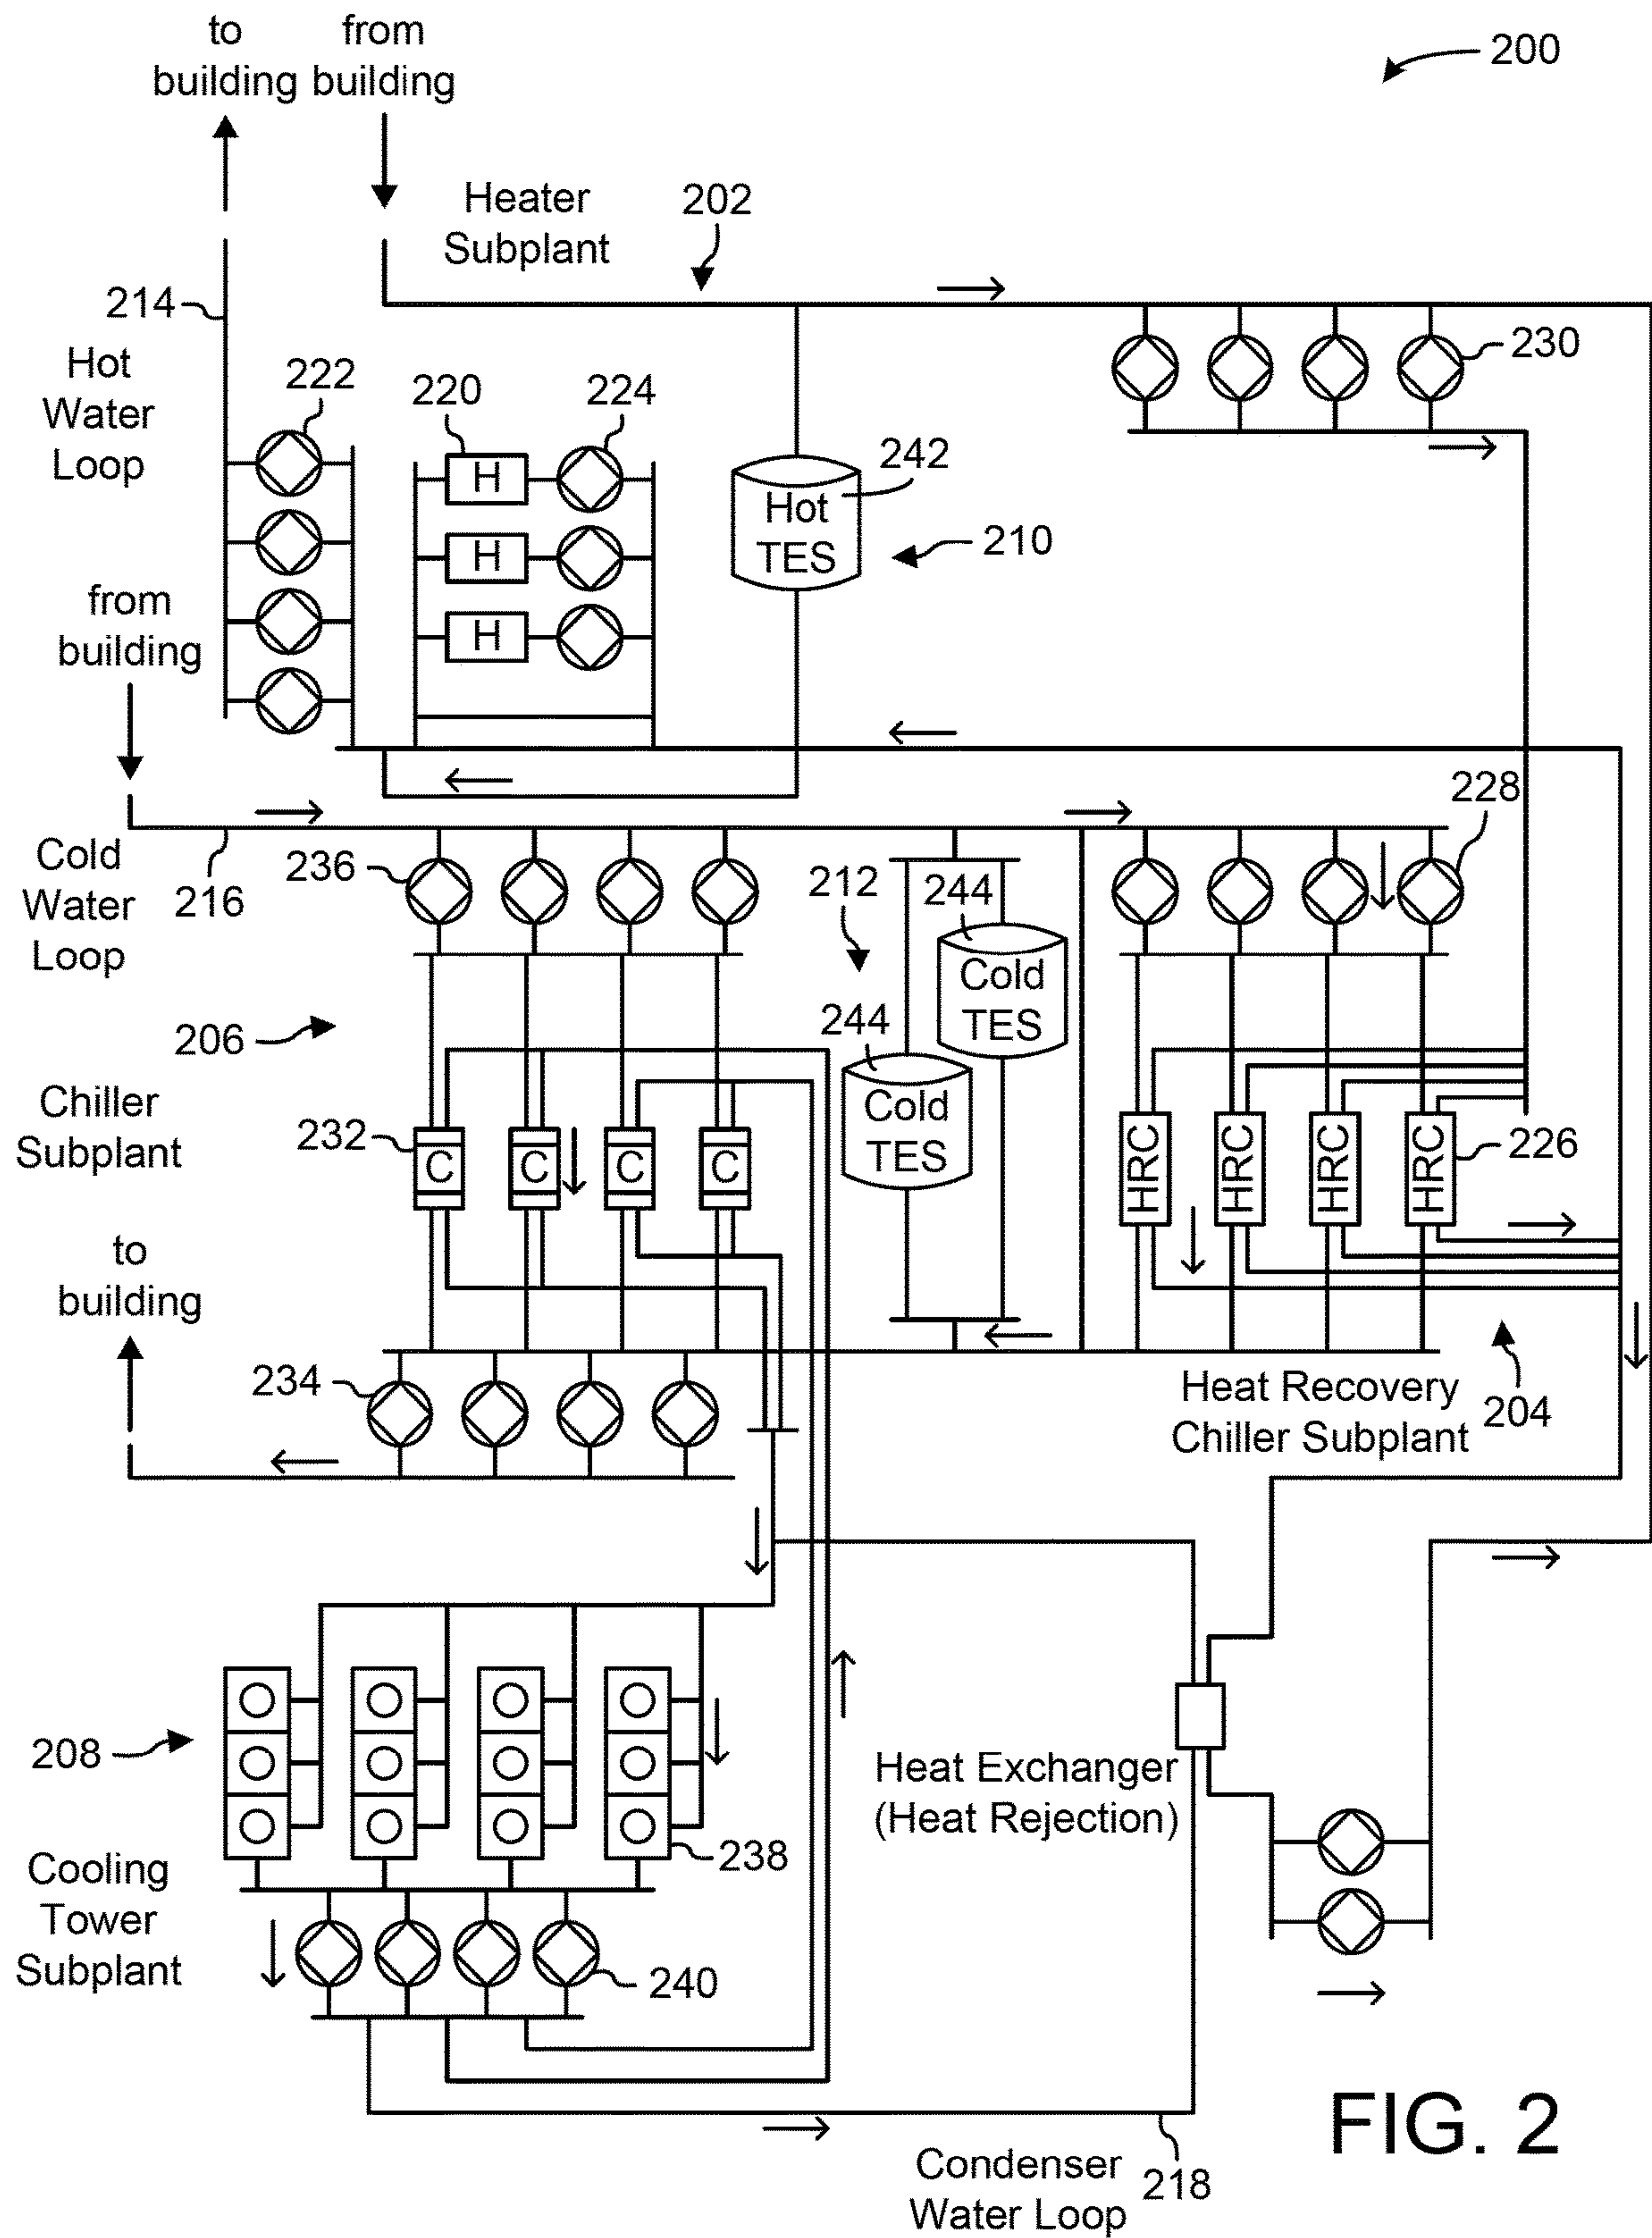 to
building
from
building
200
Heater
Subplant
202
214
Hot
Water
Loop
222
220
224
230
H
H
H
Hot
TES
242
210
from
building
Cold
Water
Loop
216
236
212
244
Cold
TES
244
Cold
TES
228
206
Chiller
Subplant
232
C
C
C
C
HRC
HRC
HRC
HRC
226
to
building
234
Heat Recovery
Chiller Subplant
204
208
Cooling
Tower
Subplant
238
240
Heat Exchanger
(Heat Rejection)
Condenser
Water Loop
218
FIG. 2